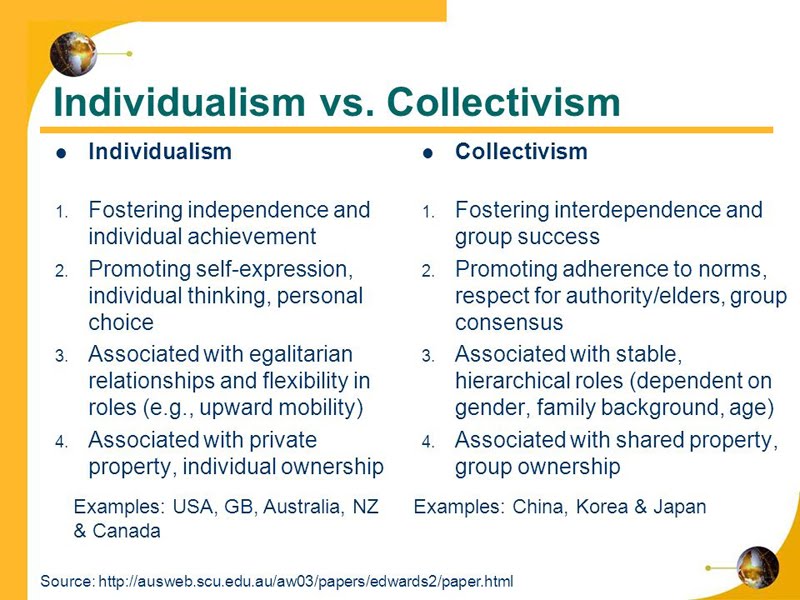 Individualism vs. Collectivism
● Individualism
1. Fostering independence and
individual achievement
2. Promoting self-expression,
individual thinking, personal
choice
3. Associated with egalitarian
relationships and flexibility in
roles (e.g., upward mobility)
4. Associated with private
property, individual ownership
Examples: USA, GB, Australia, NZ
& Canada
● Collectivism
1. Fostering interdependence and
group success
2. Promoting adherence to norms,
respect for authority/elders, group
consensus
3. Associated with stable,
hierarchical roles (dependent on
gender, family background, age)
4. Associated with shared property,
group ownership
Examples: China, Korea & Japan
Source: http://ausweb.scu.edu.au/aw03/papers/edwards2/paper.html